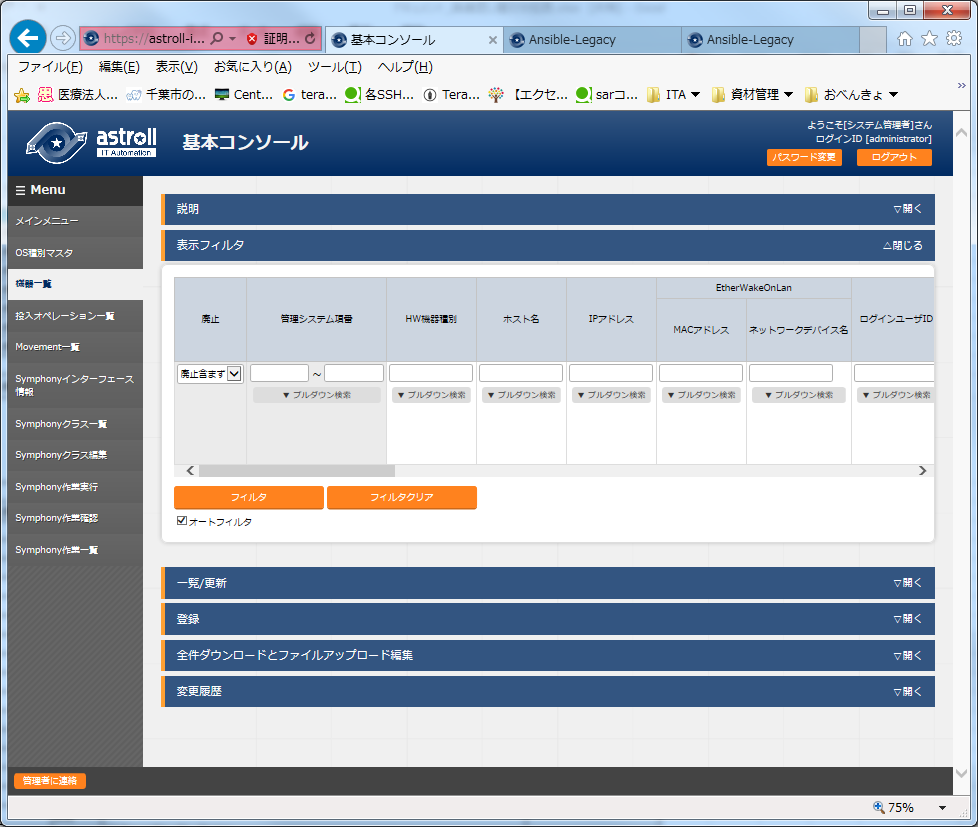 https://astroll-i... 証明... 基本コンソール Ansible-Legacy Ansible-Legacy
ファイル(F) 編集(E) 表示(V) お気に入り(A) ツール(T) ヘルプ(H)
医療法人... 千葉市の... Cent... tera... 各SSH... Tera... 【エクセ... sarコ... ITA 資材管理 おべんきょ
astroll
IT Automation
基本コンソール
ようこそ[システム管理者]さん
ログインID [administrator]
パスワード変更 ログアウト
☰ Menu
メインメニュー
OS種別マスタ
機器一覧
投入オペレーション一覧
Movement一覧
Symphonyインターフェース
情報
Symphonyクラス一覧
Symphonyクラス編集
Symphony作業実行
Symphony作業確認
Symphony作業一覧
説明 ▽開く
表示フィルタ △閉じる
EtherWakeOnLan
廃止 管理システム項番 HW機器種別 ホスト名 IPアドレス MACアドレス ネットワークデバイス名 ログインユーザID
廃止含まず ～
▼ プルダウン検索 ▼ プルダウン検索 ▼ プルダウン検索 ▼ プルダウン検索 ▼ プルダウン検索 ▼ プルダウン検索 ▼ プルダウン検索
フィルタ フィルタクリア
オートフィルタ
一覧/更新 ▽開く
登録 ▽開く
全件ダウンロードとファイルアップロード編集 ▽開く
変更履歴 ▽開く
管理者に連絡
75%